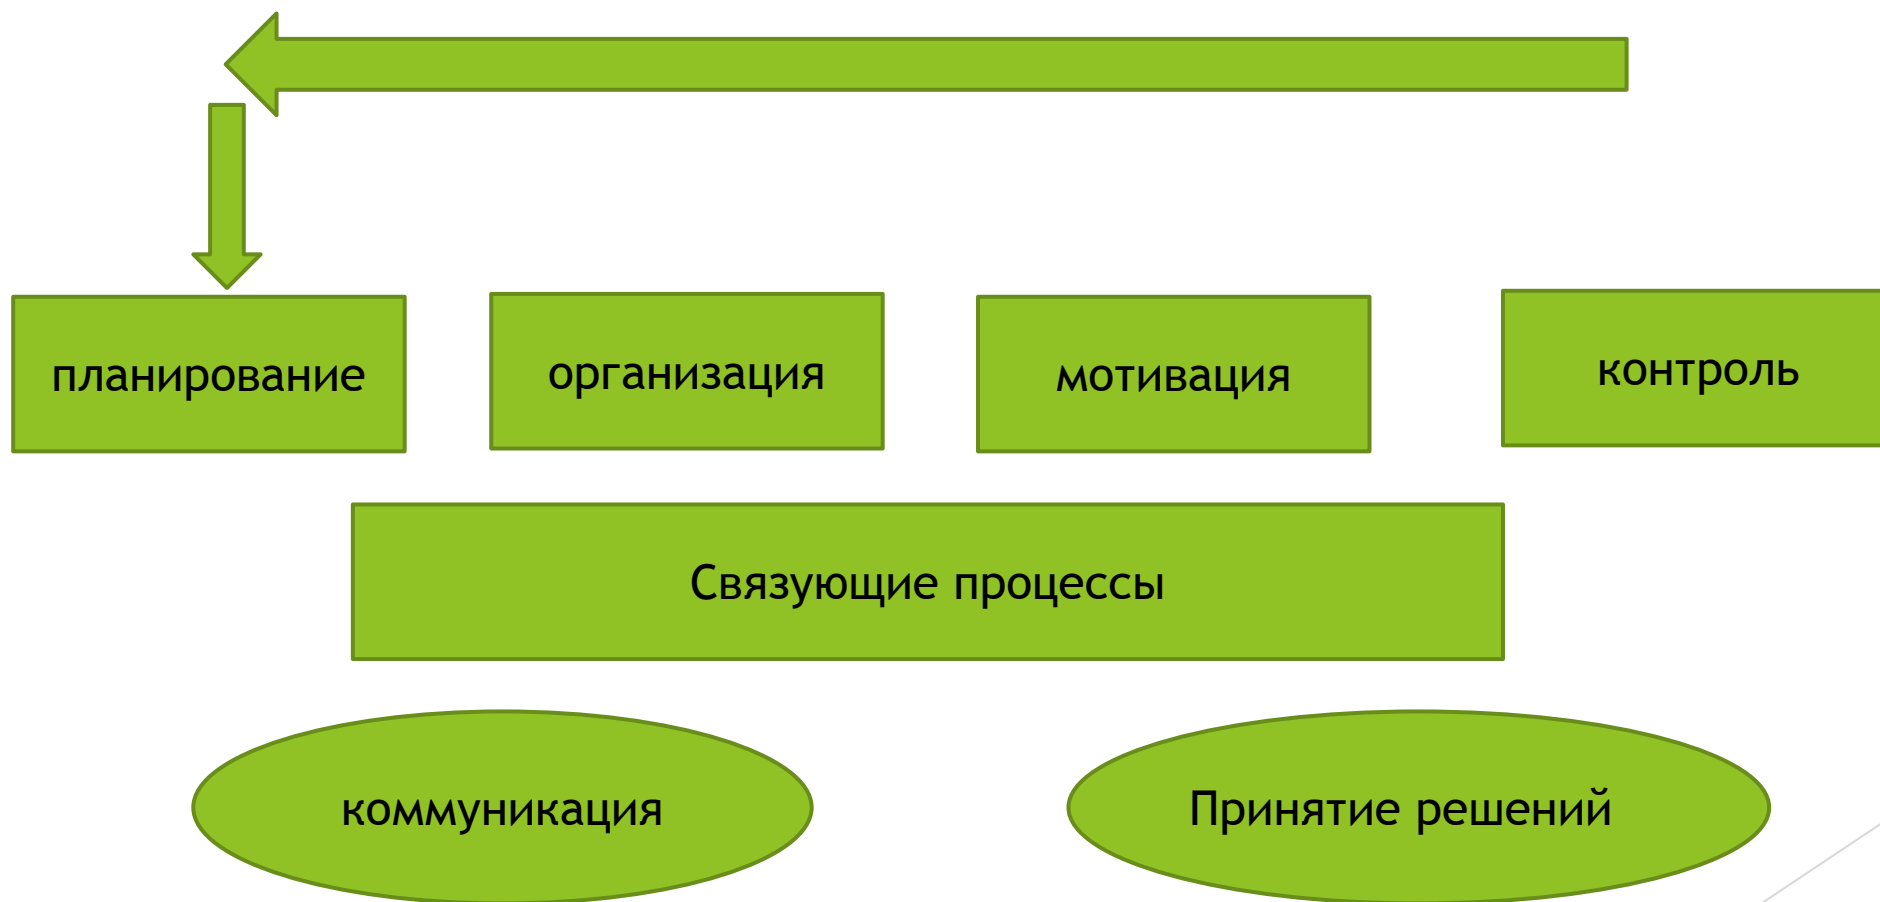 планирование
организация
мотивация
контроль
Связующие процессы
коммуникация
Принятие решений